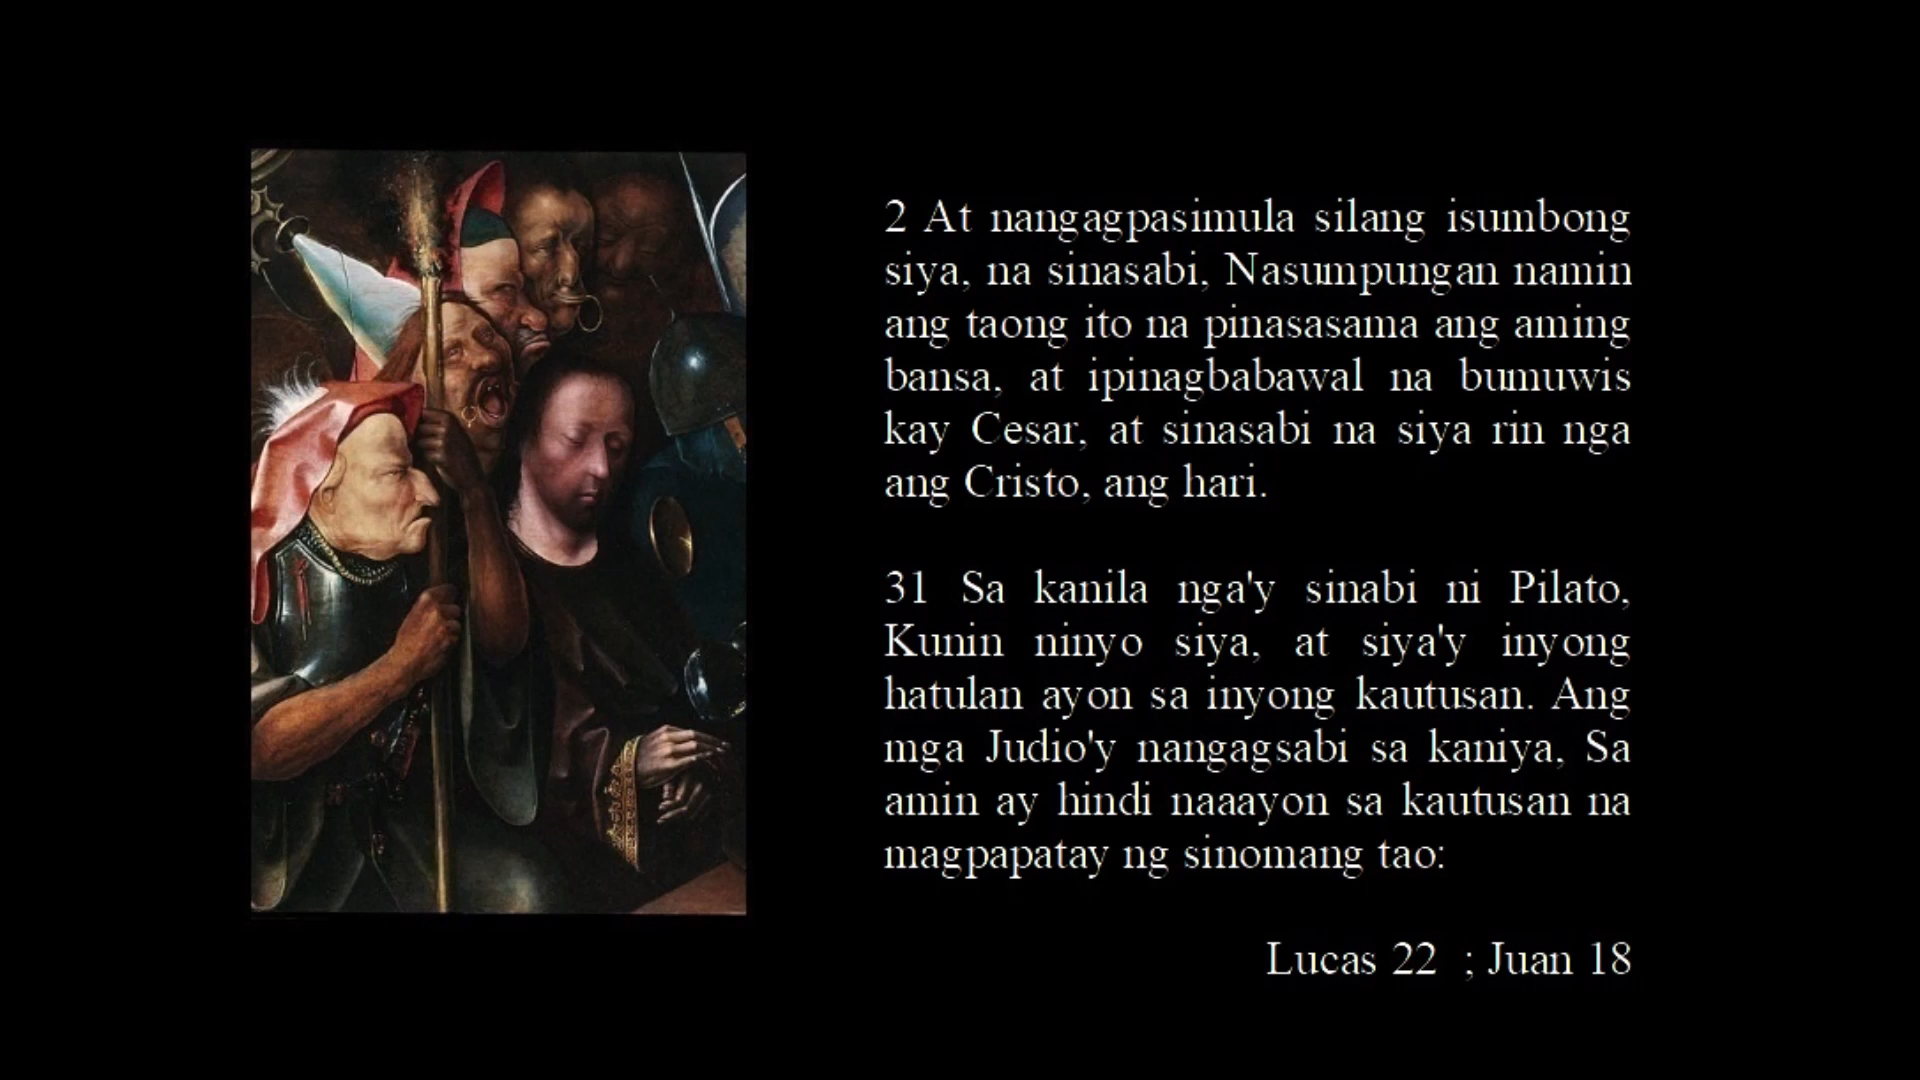 2 At nangagpasimula silang isumbong
siya, na sinasabi, Nasumpungan namin
ang taong ito na pinasasama ang aming
bansa, at ipinagbabawal na bumuwis
kay Cesar, at sinasabi na siya rin nga
ang Cristo, ang hari.
31 Sa kanila nga'y sinabi ni Pilato,
Kunin ninyo siya, at siya'y inyong
hatulan ayon sa inyong kautusan. Ang
mga Judio'y nangagsabi sa kaniya, Sa
amin ay hindi naaayon sa kautusan na
magpapatay ng sinomang tao:
Lucas 22 ; Juan 18